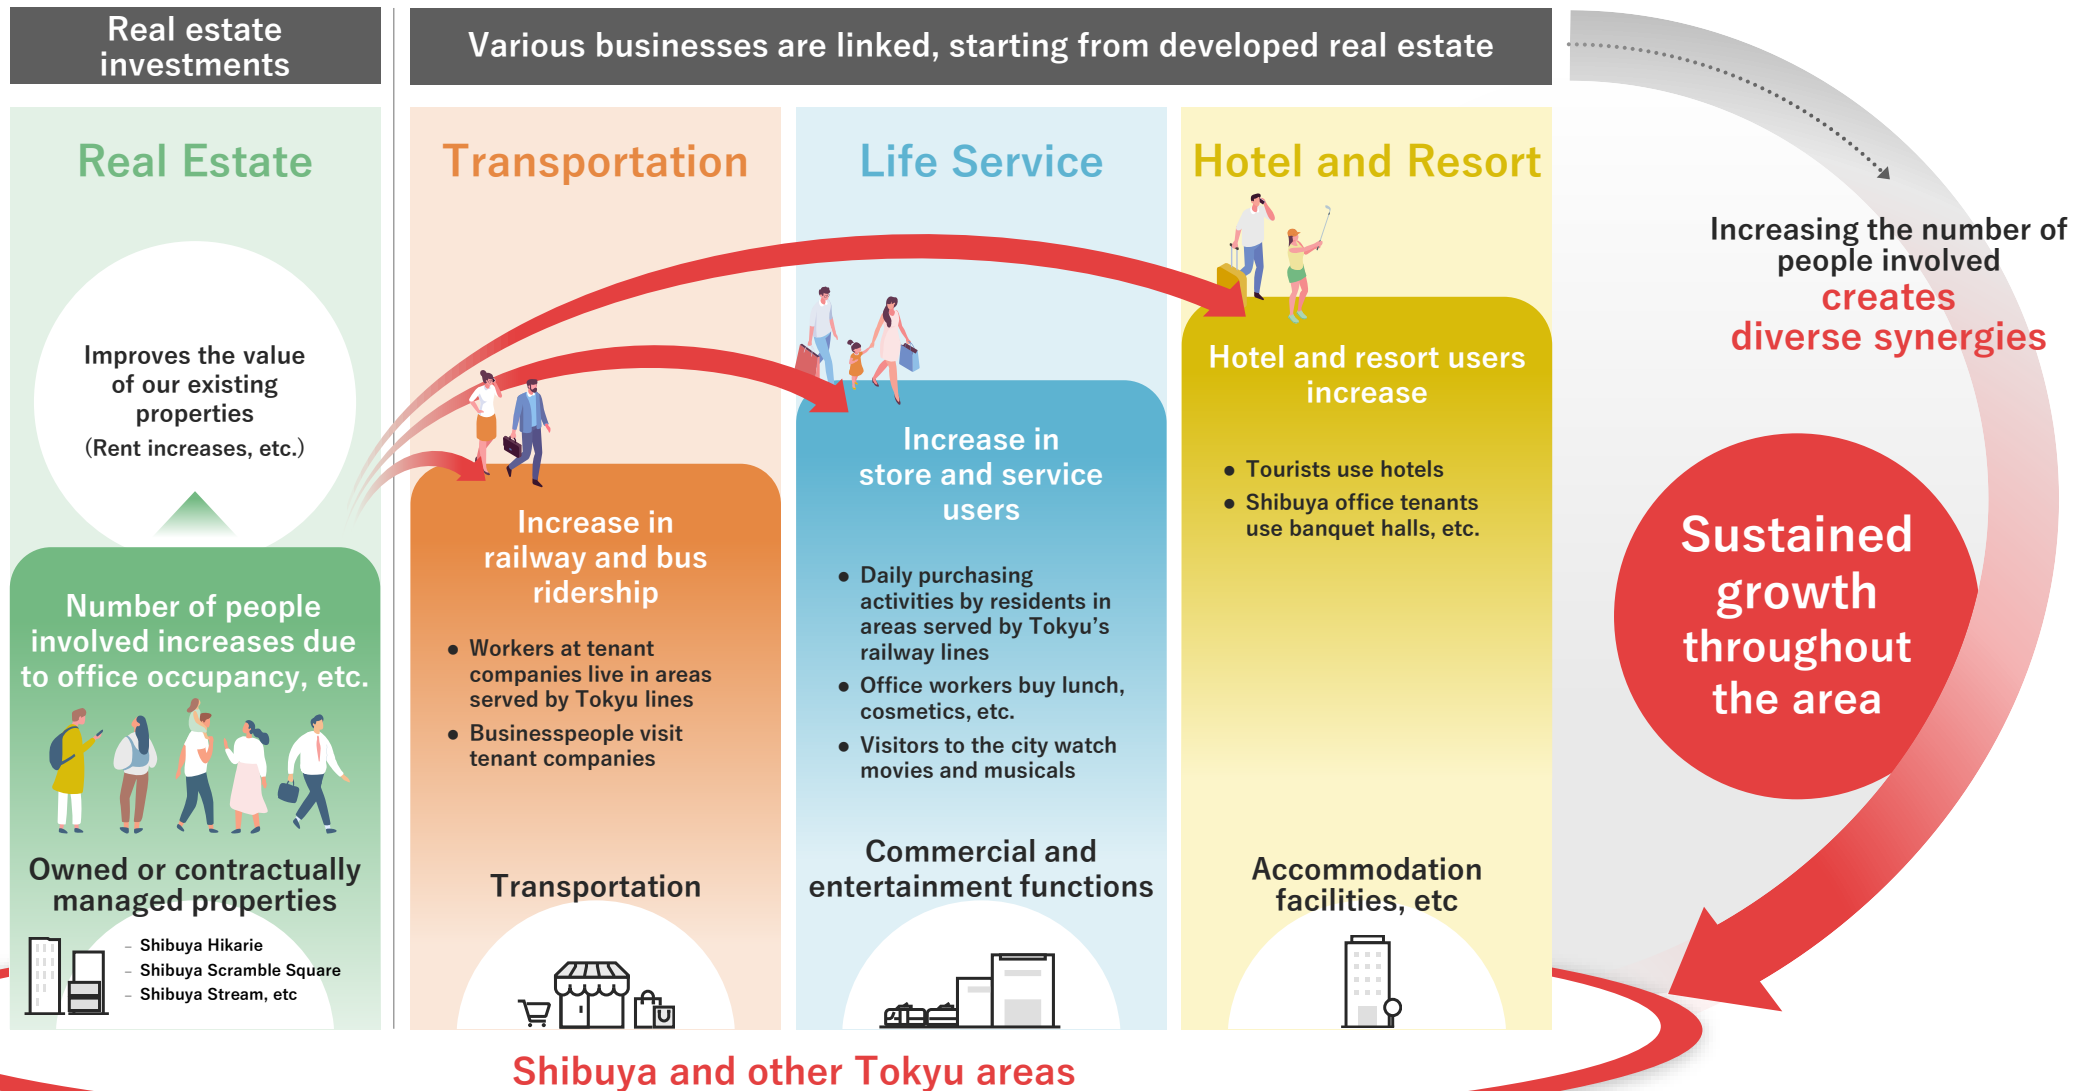 Real estate
investments
Various businesses are linked, starting from developed real estate
Real Estate
Improves the value
of our existing
properties
(Rent increases, etc.)
Number of people
involved increases due
to office occupancy, etc.
Owned or contractually
managed properties
– Shibuya Hikarie
– Shibuya Scramble Square
– Shibuya Stream, etc
Transportation
Increase in
railway and bus
ridership
● Workers at tenant
companies live in areas
served by Tokyu lines
● Businesspeople visit
tenant companies
Transportation
Life Service
Increase in
store and service
users
● Daily purchasing
activities by residents in
areas served by Tokyu’s
railway lines
● Office workers buy lunch,
cosmetics, etc.
● Visitors to the city watch
movies and musicals
Commercial and
entertainment functions
Hotel and Resort
Hotel and resort users
increase
● Tourists use hotels
● Shibuya office tenants
use banquet halls, etc.
Accommodation
facilities, etc
Increasing the number of
people involved
creates
diverse synergies
Sustained
growth
throughout
the area
Shibuya and other Tokyu areas